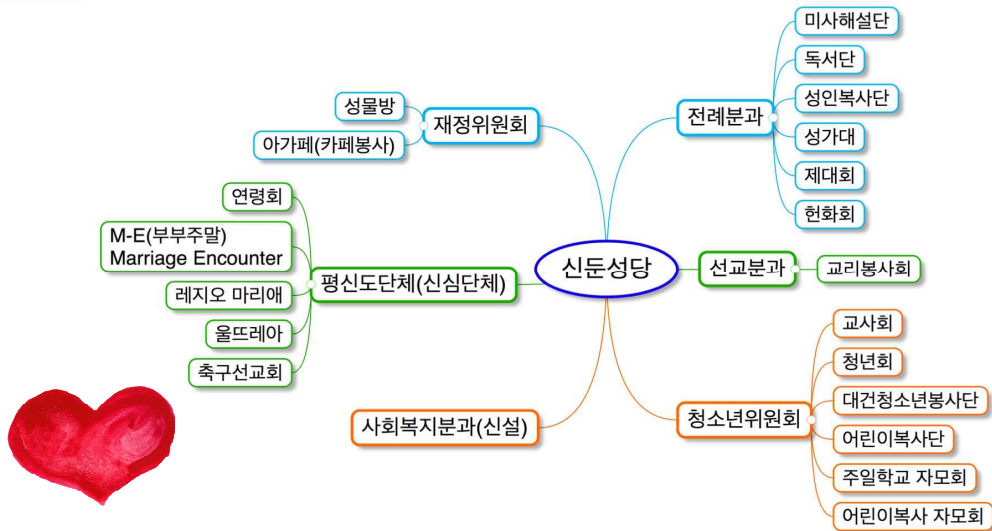 신둔성당
재정위원회
성물방
아가페(카페봉사)
평신도단체(신심단체)
연령회
M-E(부부주말)
Marriage Encounter
레지오 마리애
울뜨레아
축구선교회
사회복지분과(신설)
전례분과
미사해설단
독서단
성인복사단
성가대
제대회
헌화회
선교분과
교리봉사회
청소년위원회
교사회
청년회
대건청소년봉사단
어린이복사단
주일학교 자모회
어린이복사 자모회